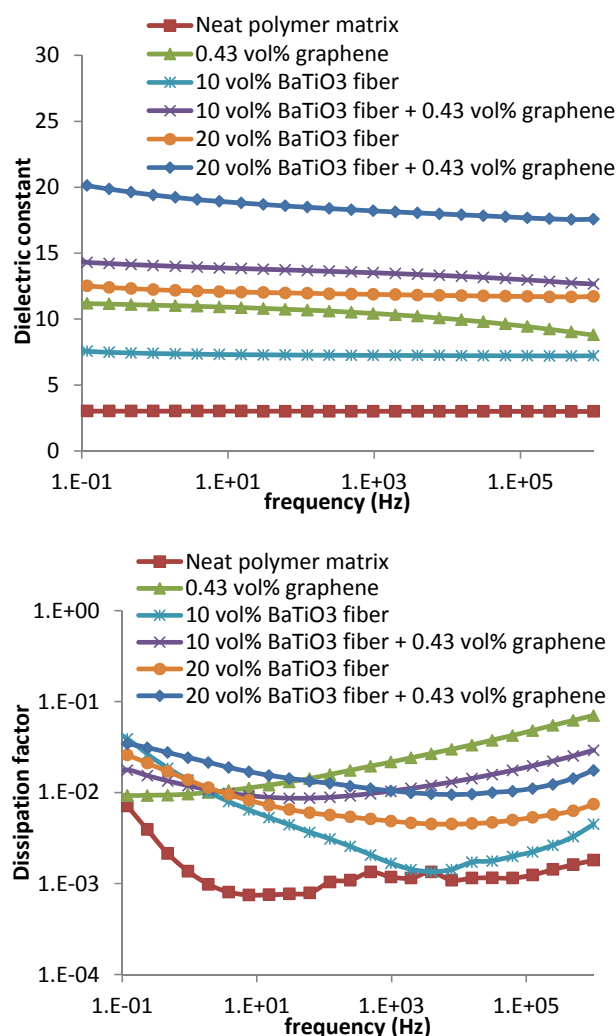 Neat polymer matrix
0.43 vol% graphene
10 vol% BaTiO3 fiber
10 vol% BaTiO3 fiber + 0.43 vol% graphene
20 vol% BaTiO3 fiber
20 vol% BaTiO3 fiber + 0.43 vol% graphene
Dielectric constant
30
25
20
15
10
5
0
1.E-01
1.E+01
1.E+03
1.E+05
frequency (Hz)
Neat polymer matrix
0.43 vol% graphene
10 vol% BaTiO3 fiber
10 vol% BaTiO3 fiber + 0.43 vol% graphene
20 vol% BaTiO3 fiber
20 vol% BaTiO3 fiber + 0.43 vol% graphene
Dissipation factor
1.E+00
1.E-01
1.E-02
1.E-03
1.E-04
1.E-01
1.E+01
1.E+03
1.E+05
frequency (Hz)